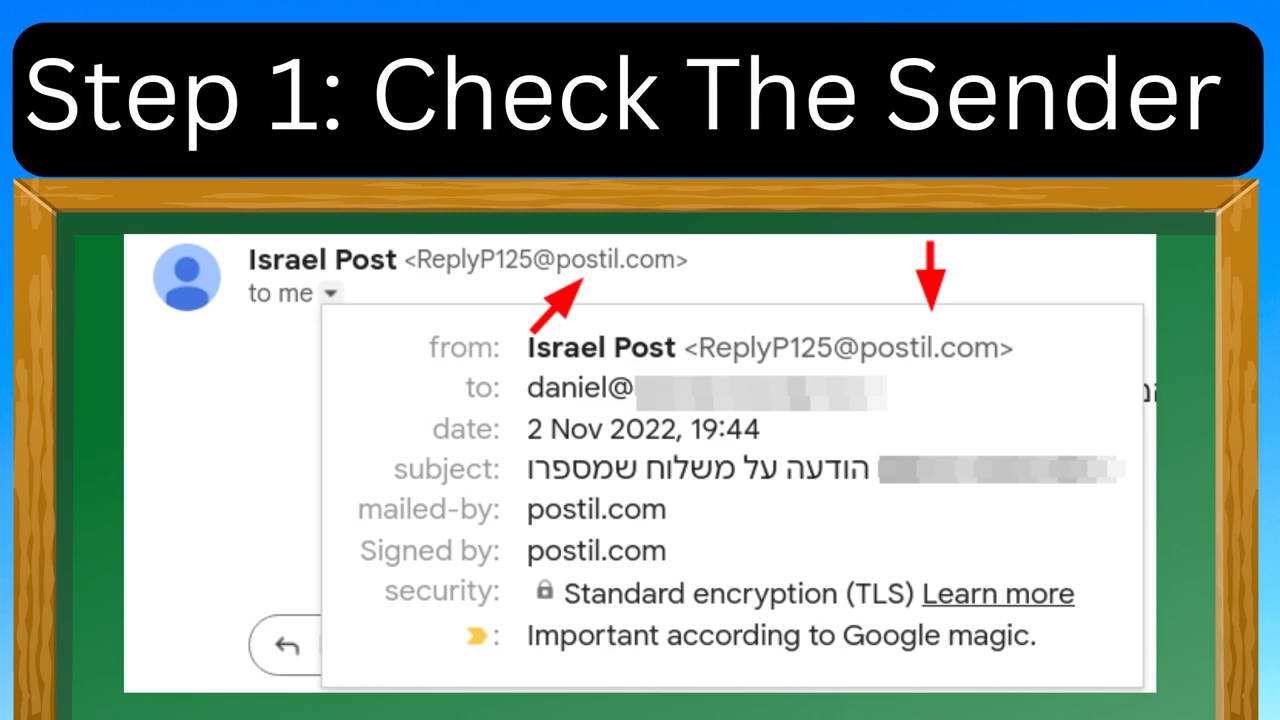 Step 1: Check The Sender
Israel Post <ReplyP125@postil.com>
to me
from: Israel Post <ReplyP125@postil.com>
to: daniel@
date: 2 Nov 2022, 19:44
subject: הודעה על משלוח שמספרו
mailed-by: postil.com
Signed by: postil.com
security: Standard encryption (TLS) Learn more
: Important according to Google magic.